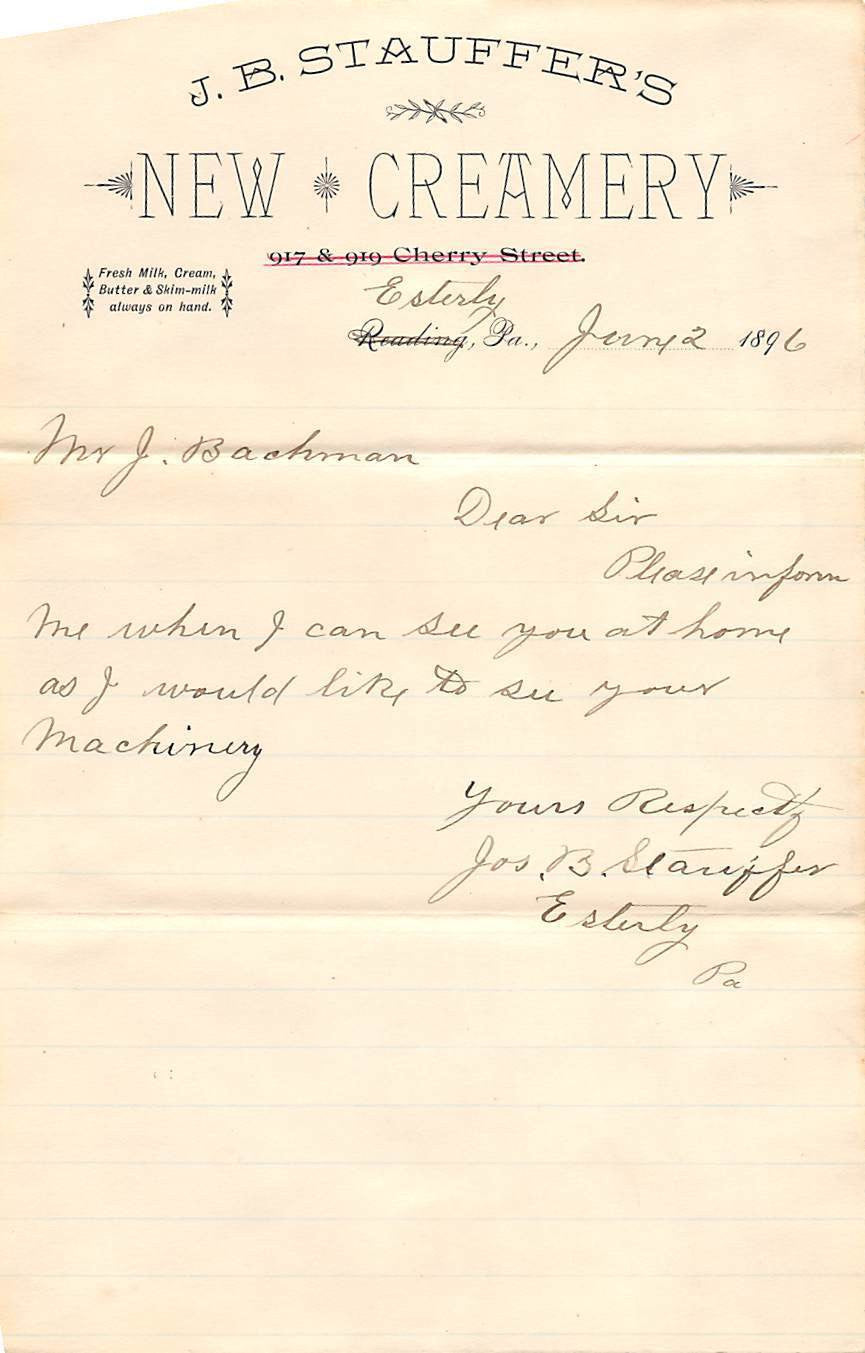 J. B. STAUFFER'S
NEW CREAMERY
917 & 919 Cherry Street.
Fresh Milk, Cream,
Butter & Skim-milk
always on hand.
Esterly
Reading, Pa., June 2 1896
Mr J. Bachman
Dear Sir
Please inform
me when I can see you at home
as I would like to see your
Machinery
Yours Respectf
Jos. B. Stauffer
Esterly
Pa